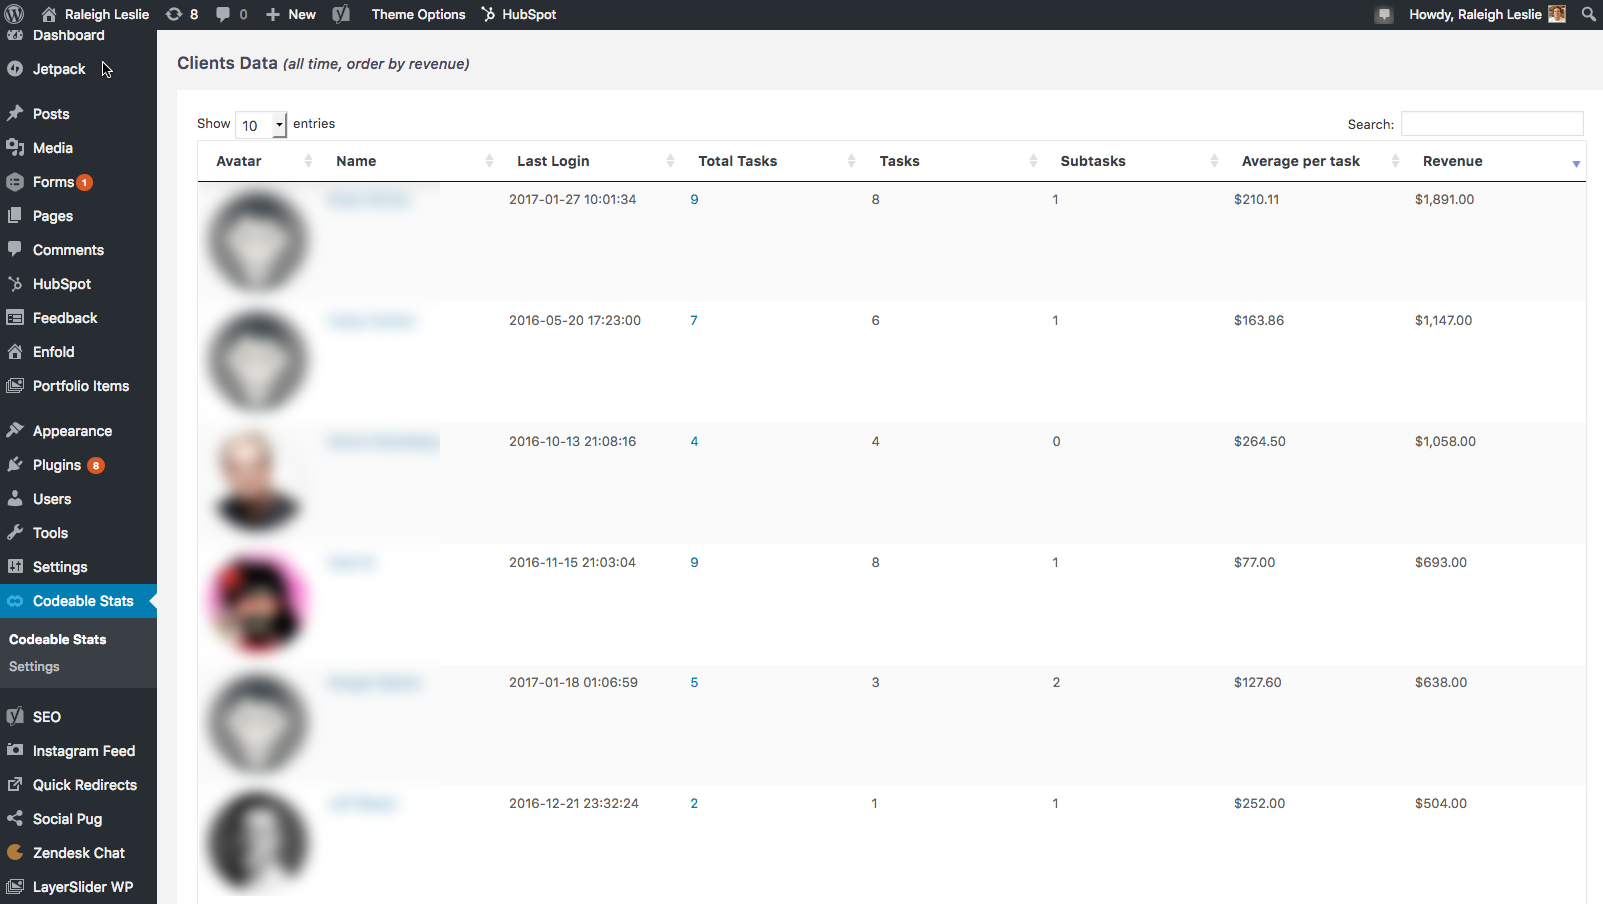 Raleigh Leslie 8 0 New Theme Options HubSpot Howdy, Raleigh Leslie
Dashboard
Jetpack
Posts
Media
Forms 1
Pages
Comments
HubSpot
Feedback
Enfold
Portfolio Items
Appearance
Plugins 8
Users
Tools
Settings
Codeable Stats
Codeable Stats
Settings
SEO
Instagram Feed
Quick Redirects
Social Pug
Zendesk Chat
LayerSlider WP
Clients Data (all time, order by revenue)
Show 10 entries Search:
Avatar Name Last Login Total Tasks Tasks Subtasks Average per task Revenue
2017-01-27 10:01:34 9 8 1 $210.11 $1,891.00
2016-05-20 17:23:00 7 6 1 $163.86 $1,147.00
2016-10-13 21:08:16 4 4 0 $264.50 $1,058.00
2016-11-15 21:03:04 9 8 1 $77.00 $693.00
2017-01-18 01:06:59 5 3 2 $127.60 $638.00
2016-12-21 23:32:24 2 1 1 $252.00 $504.00